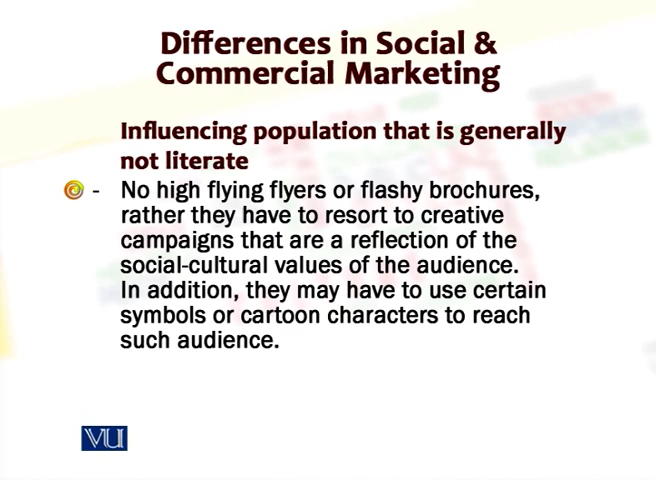 Differences in Social &
Commercial Marketing
Influencing population that is generally
not literate
- No high flying flyers or flashy brochures,
rather they have to resort to creative
campaigns that are a reflection of the
social-cultural values of the audience.
In addition, they may have to use certain
symbols or cartoon characters to reach
such audience.
VU